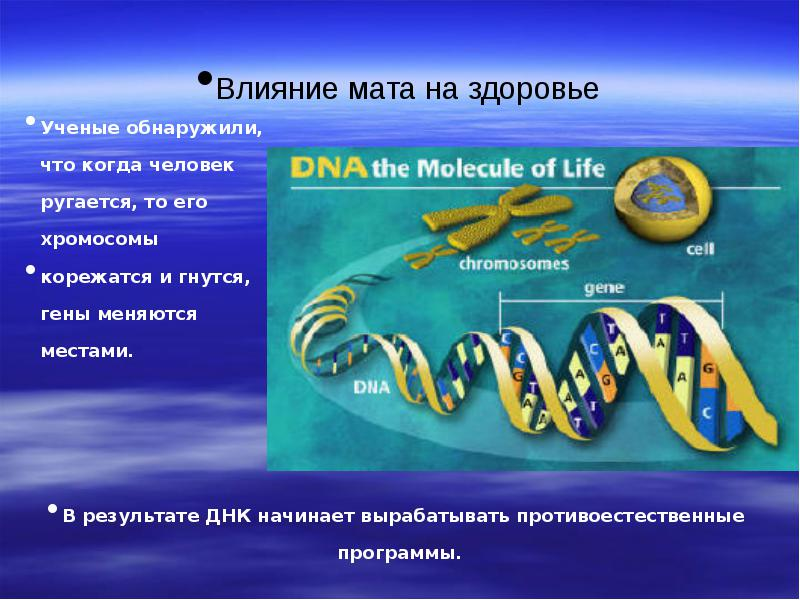 •Влияние мата на здоровье
• Ученые обнаружили,
что когда человек
ругается, то его
хромосомы
• корежатся и гнутся,
гены меняются
местами.
DNA the Molecule of Life
chromosomes
cell
gene
DNA
C
C
G
T
A
A
A
T
C
T
G
A
T
A
T
A
G
C
• В результате ДНК начинает вырабатывать противоестественные
программы.